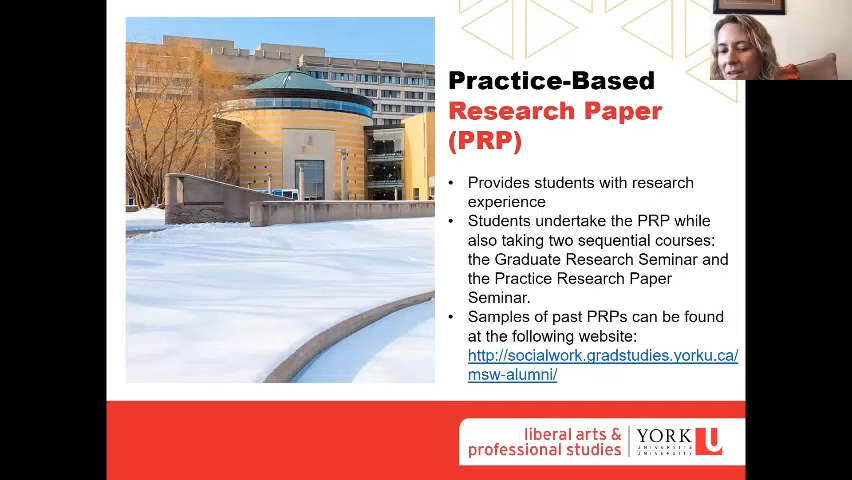 Practice-Based
Research Paper
(PRP)
• Provides students with research
experience
• Students undertake the PRP while
also taking two sequential courses:
the Graduate Research Seminar and
the Practice Research Paper
Seminar.
• Samples of past PRPs can be found
at the following website:
http://socialwork.gradstudies.yorku.ca/
msw-alumni/
liberal arts &
professional studies
YORK U
UNIVERSITÉ
UNIVERSITY